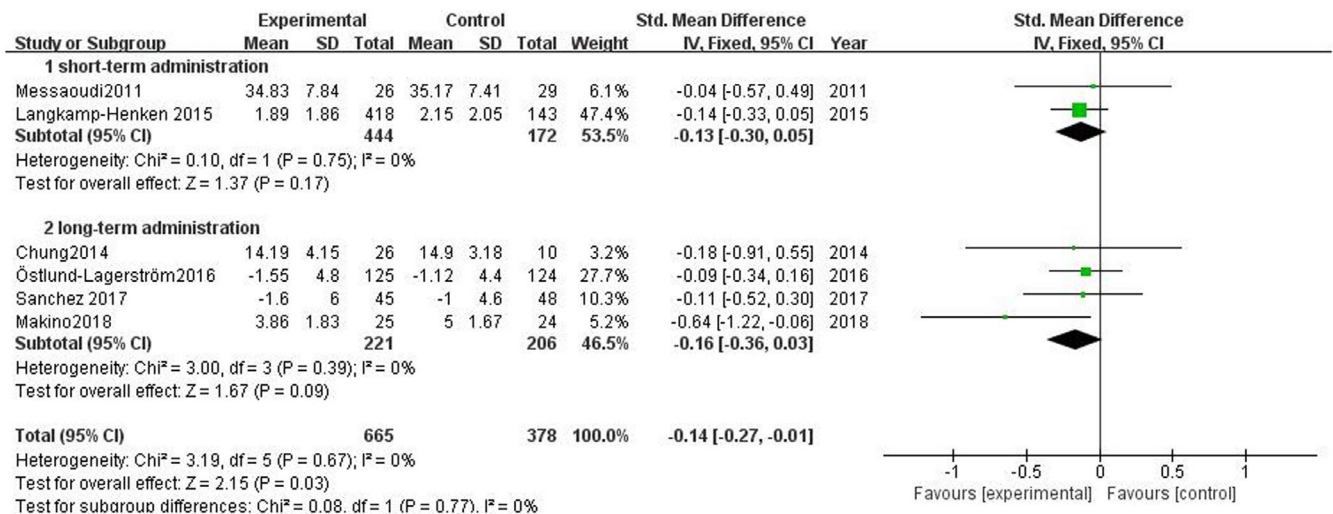 Experimental Control Std. Mean Difference Std. Mean Difference
Study or Subgroup Mean SD Total Mean SD Total Weight IV, Fixed, 95% CI Year IV, Fixed, 95% CI
1 short-term administration
Messaoudi2011 34.83 7.84 26 35.17 7.41 29 6.1% -0.04 [-0.57, 0.49] 2011
Langkamp-Henken 2015 1.89 1.86 418 2.15 2.05 143 47.4% -0.14 [-0.33, 0.05] 2015
Subtotal (95% CI) 444 172 53.5% -0.13 [-0.30, 0.05]
Heterogeneity: Chi² = 0.10, df = 1 (P = 0.75); I² = 0%
Test for overall effect: Z = 1.37 (P = 0.17)
2 long-term administration
Chung2014 14.19 4.15 26 14.9 3.18 10 3.2% -0.18 [-0.91, 0.55] 2014
Östlund-Lagerström2016 -1.55 4.8 125 -1.12 4.4 124 27.7% -0.09 [-0.34, 0.16] 2016
Sanchez 2017 -1.6 6 45 -1 4.6 48 10.3% -0.11 [-0.52, 0.30] 2017
Makino2018 3.86 1.83 25 5 1.67 24 5.2% -0.64 [-1.22, -0.06] 2018
Subtotal (95% CI) 221 206 46.5% -0.16 [-0.36, 0.03]
Heterogeneity: Chi² = 3.00, df = 3 (P = 0.39); I² = 0%
Test for overall effect: Z = 1.67 (P = 0.09)
Total (95% CI) 665 378 100.0% -0.14 [-0.27, -0.01]
Heterogeneity: Chi² = 3.19, df = 5 (P = 0.67); I² = 0%
Test for overall effect: Z = 2.15 (P = 0.03)
Test for subgroup differences: Chi² = 0.08, df = 1 (P = 0.77), I² = 0%
-1 -0.5 0 0.5 1
Favours [experimental] Favours [control]